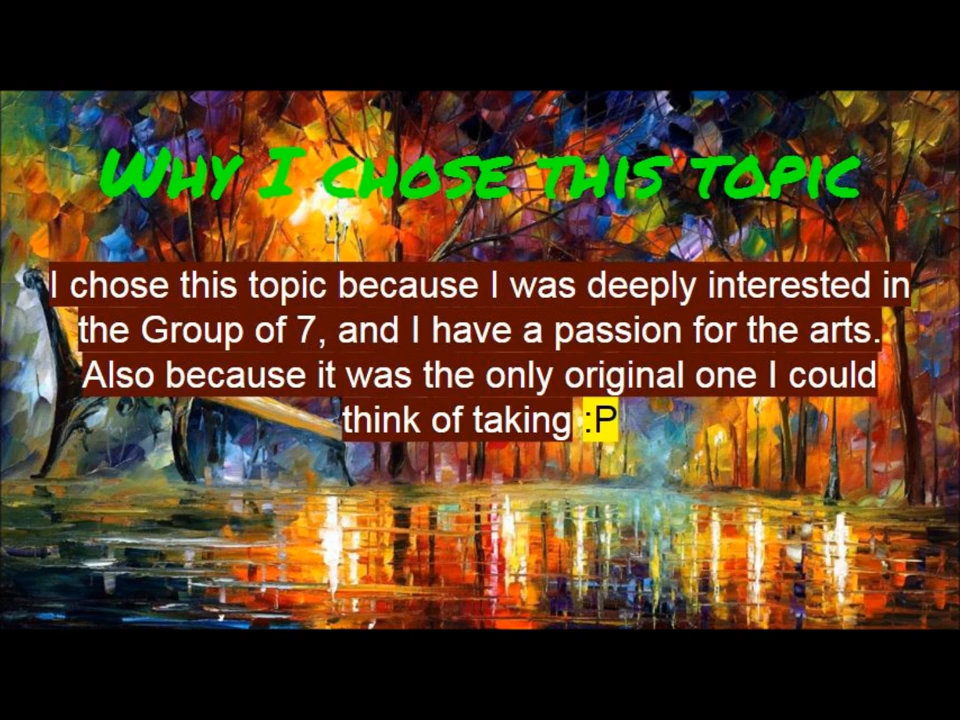 Why I chose this topic
I chose this topic because I was deeply interested in
the Group of 7, and I have a passion for the arts.
Also because it was the only original one I could
think of taking :P